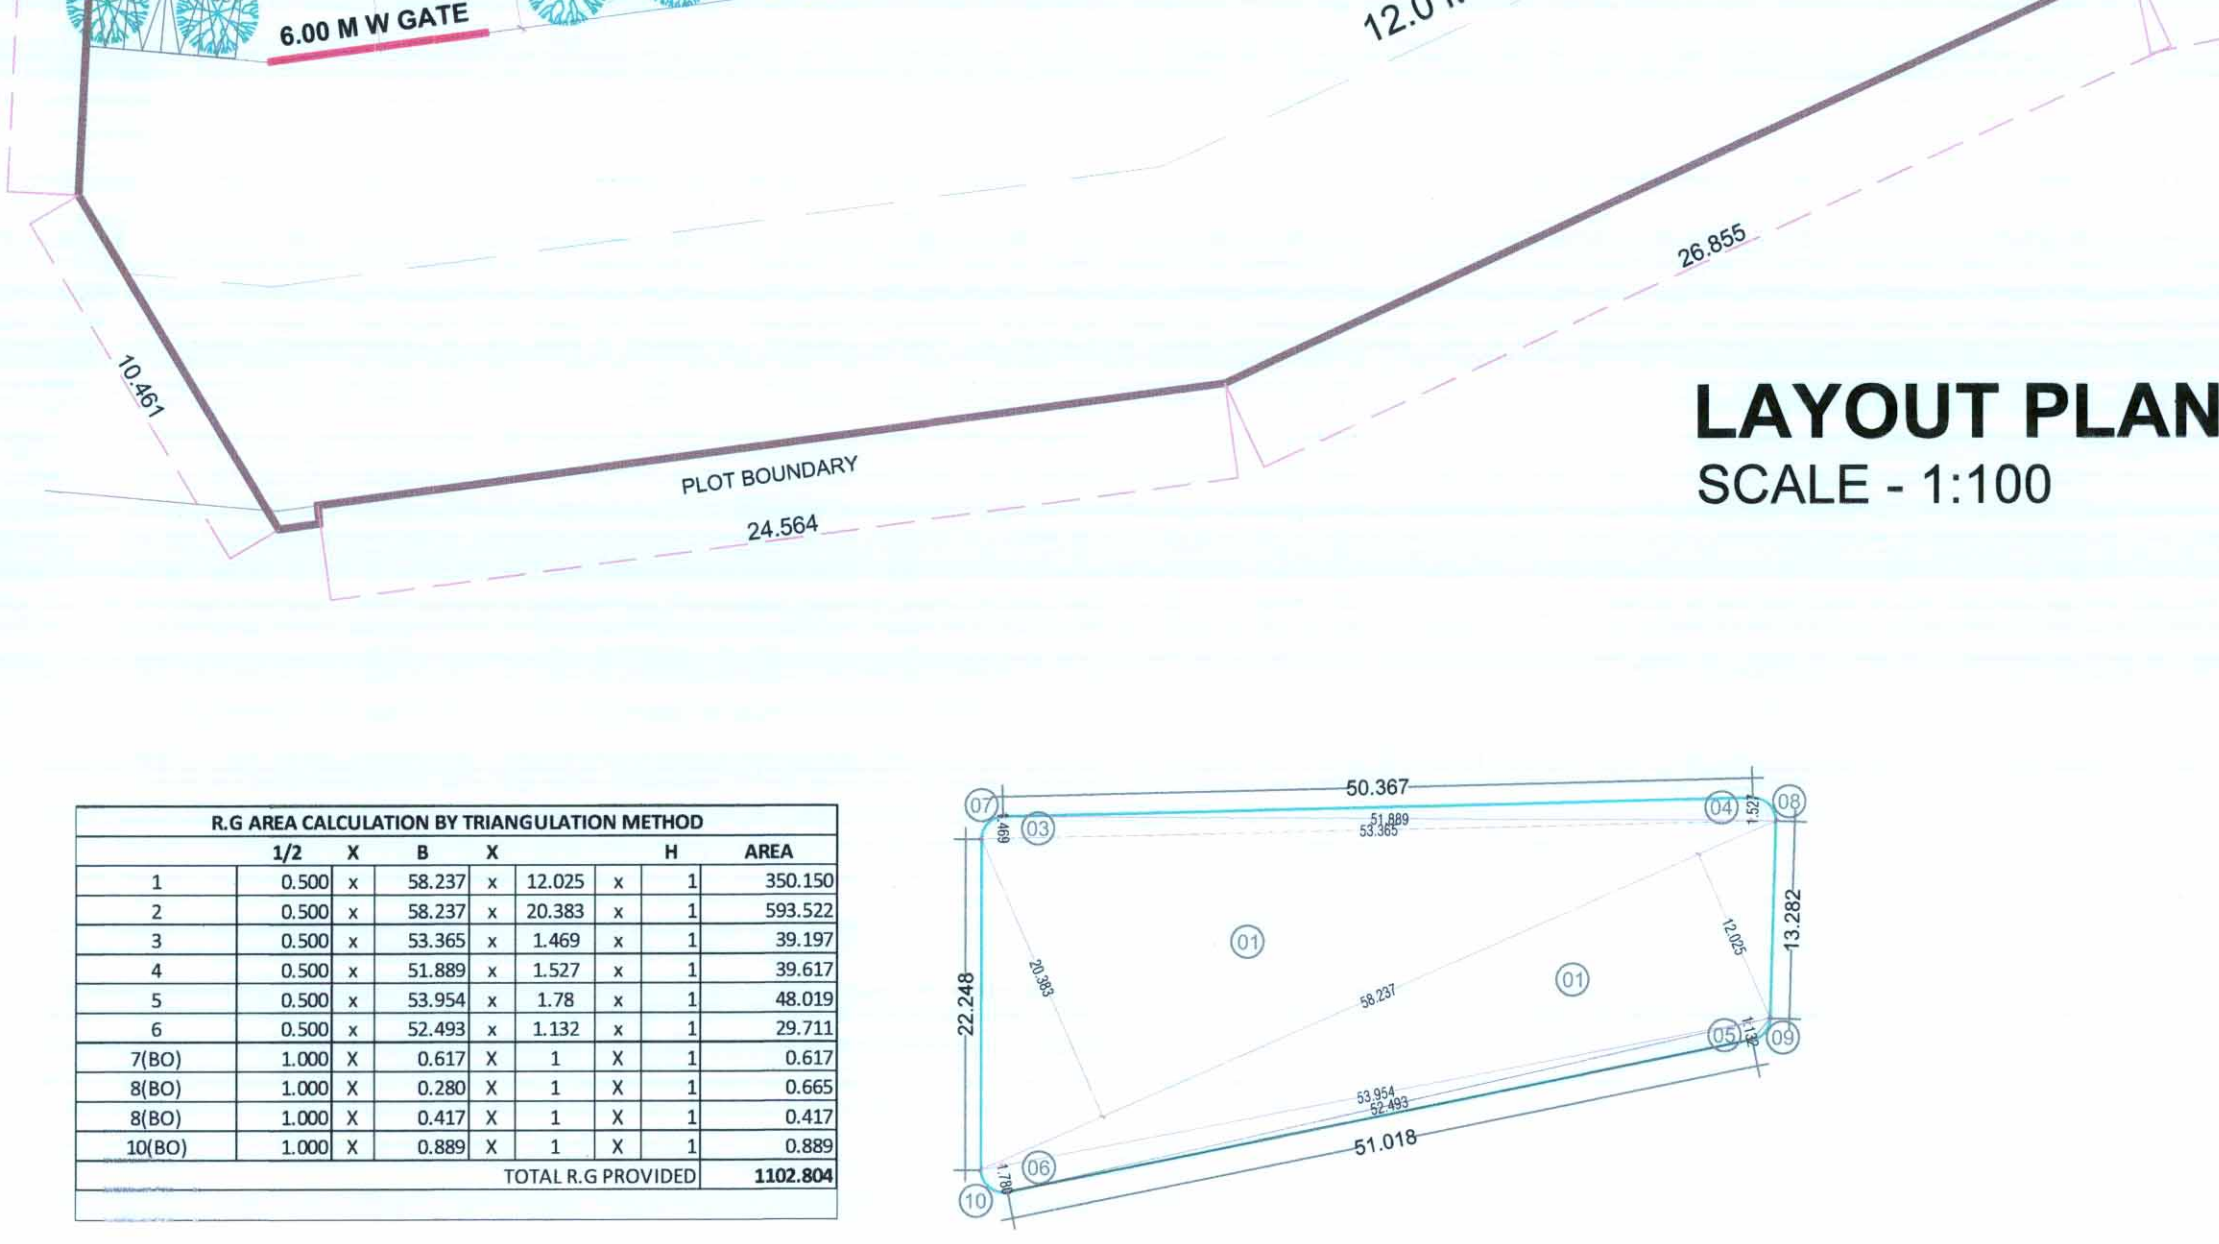 6.00 M W GATE
12.0
26.855
10.461
PLOT BOUNDARY
24.564
LAYOUT PLAN
SCALE - 1:100
R.G AREA CALCULATION BY TRIANGULATION METHOD
1/2 X B X H AREA
1 0.500 x 58.237 x 12.025 x 1 350.150
2 0.500 x 58.237 x 20.383 x 1 593.522
3 0.500 x 53.365 x 1.469 x 1 39.197
4 0.500 x 51.889 x 1.527 x 1 39.617
5 0.500 x 53.954 x 1.78 x 1 48.019
6 0.500 x 52.493 x 1.132 x 1 29.711
7(BO) 1.000 X 0.617 X 1 X 1 0.617
8(BO) 1.000 X 0.280 X 1 X 1 0.665
8(BO) 1.000 X 0.417 X 1 X 1 0.417
10(BO) 1.000 X 0.889 X 1 X 1 0.889
TOTAL R.G PROVIDED 1102.804
50.367
07
03
04
08
1.469
51.889
53.365
1.527
01
01
20.383
58.237
12.025
13.282
22.248
05
1.132
09
53.954
52.493
51.018
06
1.780
10